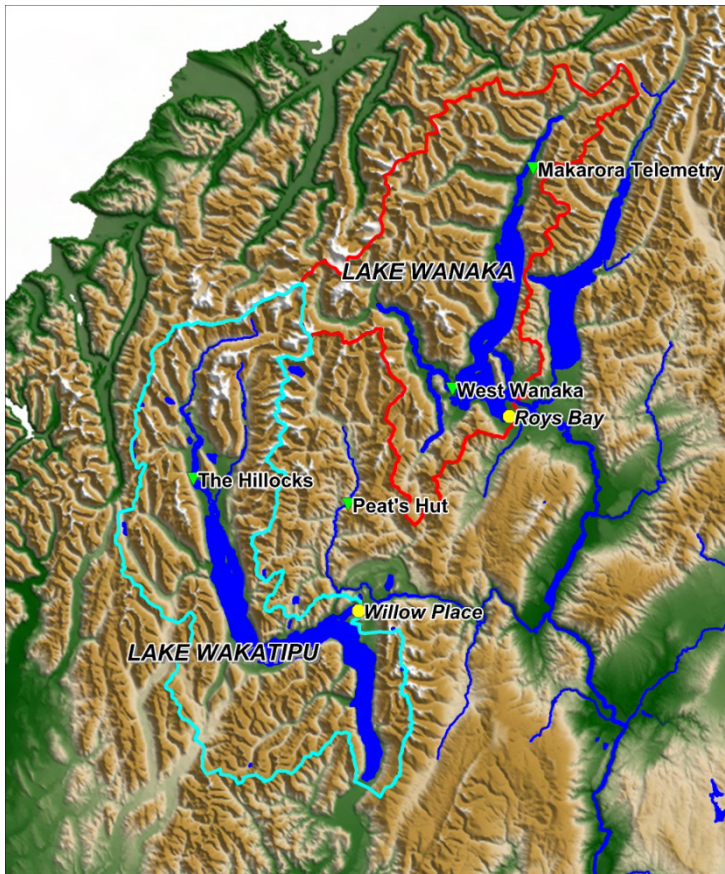 Makarora Telemetry
LAKE WANAKA
West Wanaka
Roys Bay
The Hillocks
Peat's Hut
Willow Place
LAKE WAKATIPU